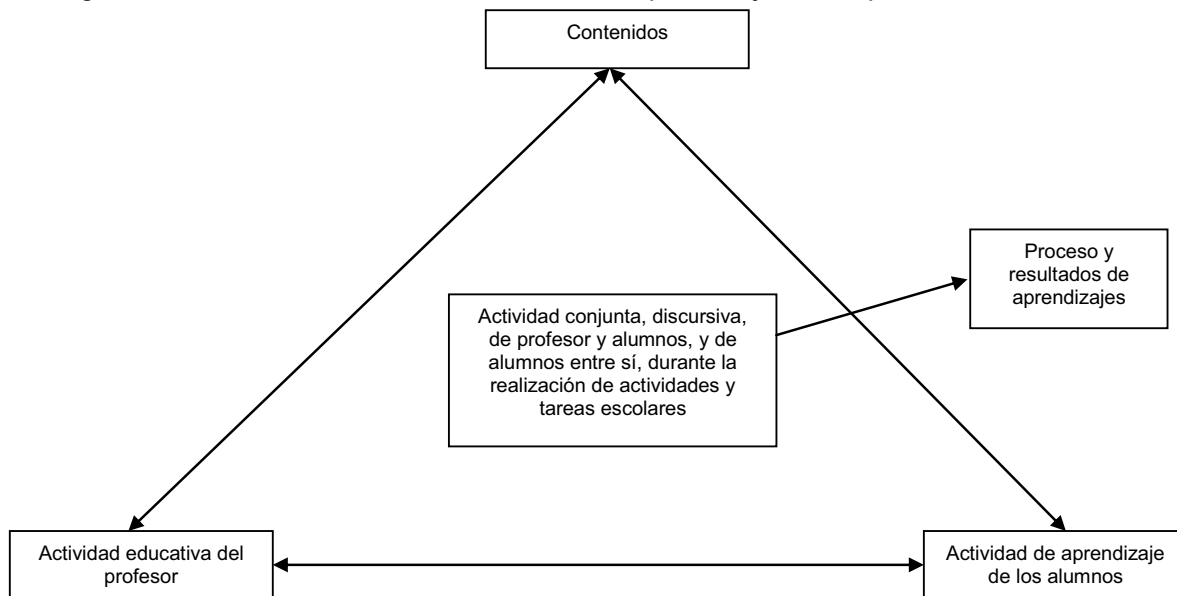 Contenidos
Proceso y
resultados de
aprendizajes
Actividad conjunta, discursiva,
de profesor y alumnos, y de
alumnos entre sí, durante la
realización de actividades y
tareas escolares
Actividad educativa del
profesor
Actividad de aprendizaje
de los alumnos